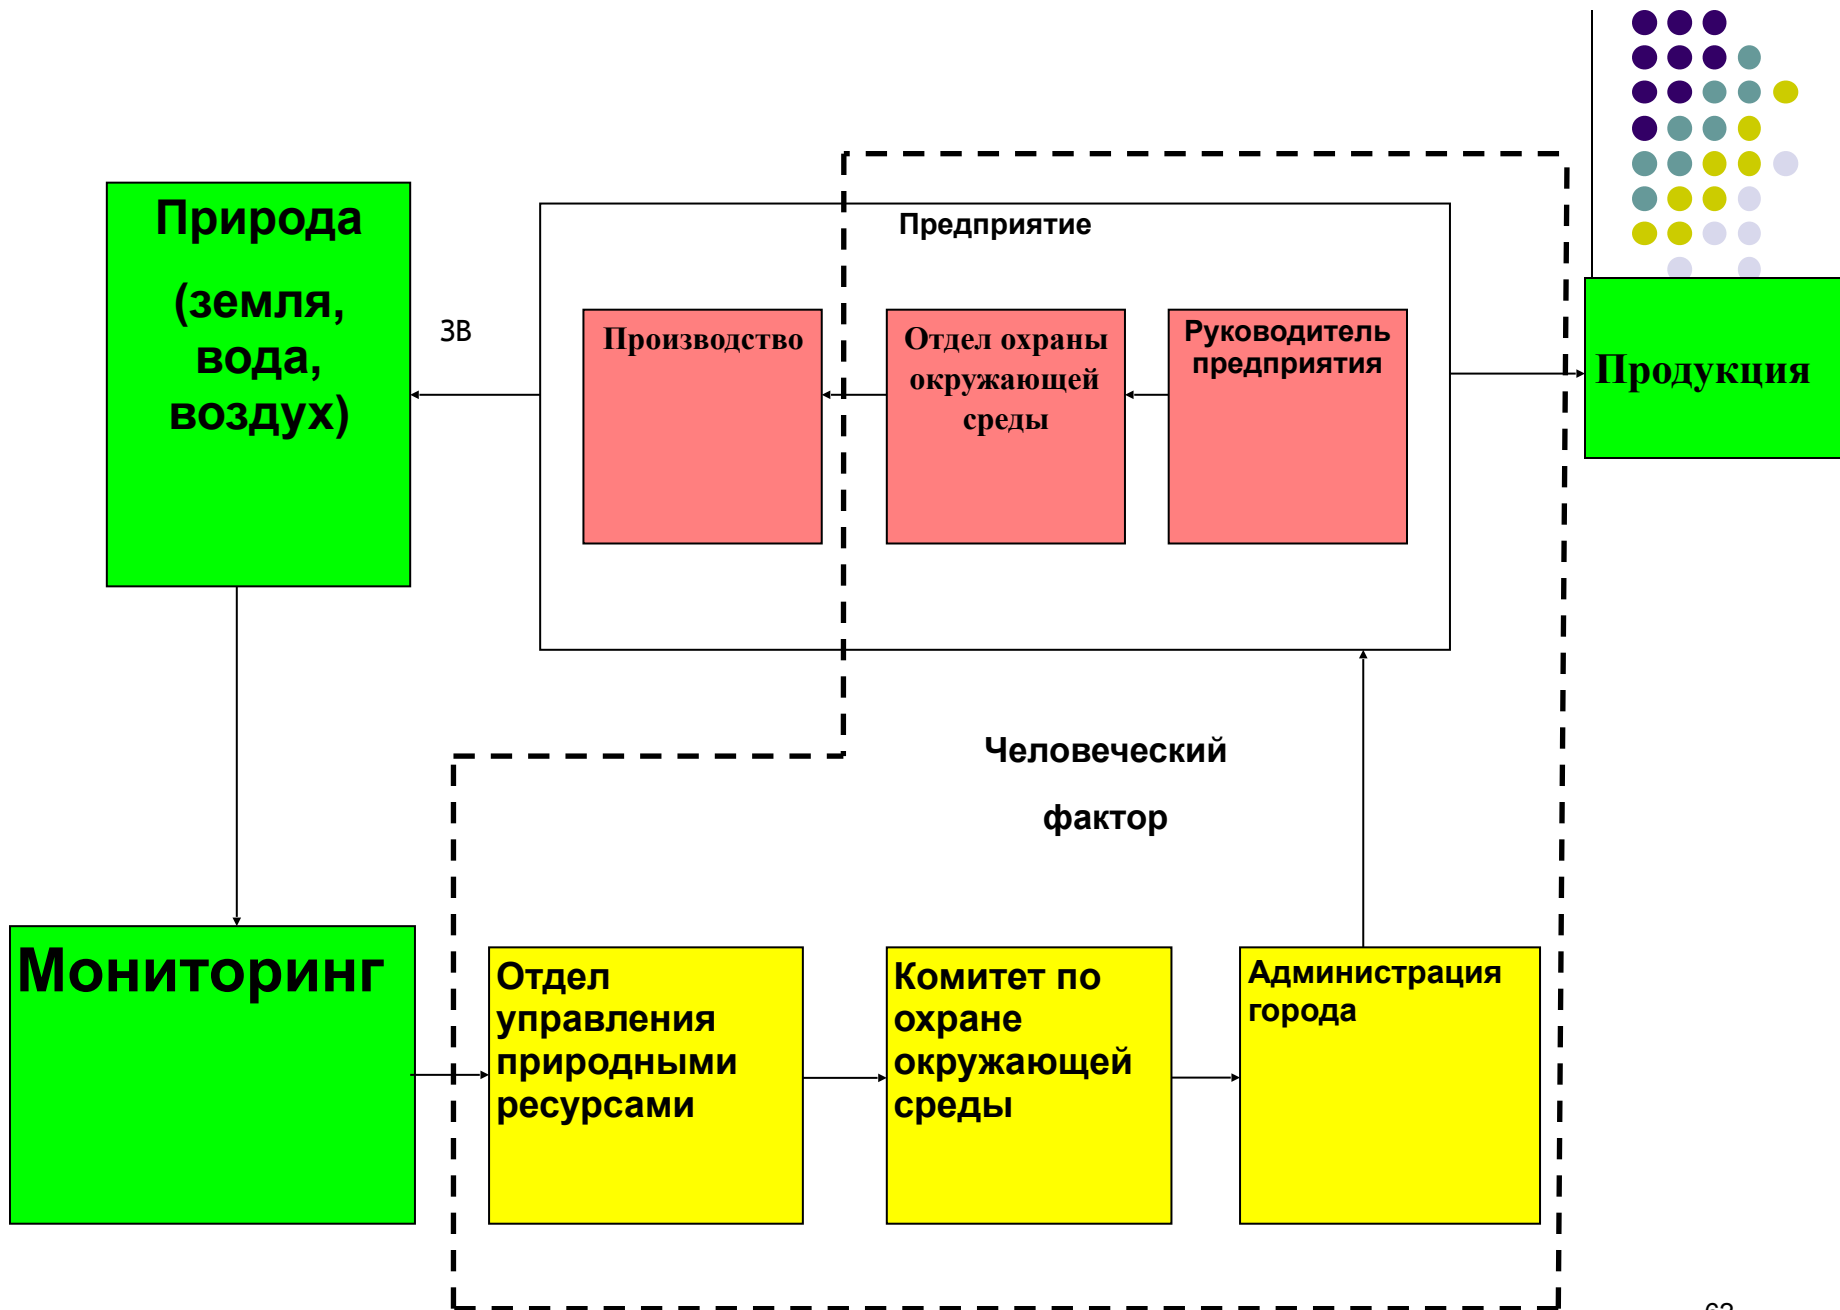 Природа
(земля,
вода,
воздух)
ЗВ
Предприятие
Производство
Отдел охраны
окружающей
среды
Руководитель
предприятия
Продукция
Человеческий
фактор
Мониторинг
Отдел
управления
природными
ресурсами
Комитет по
охране
окружающей
среды
Администрация
города